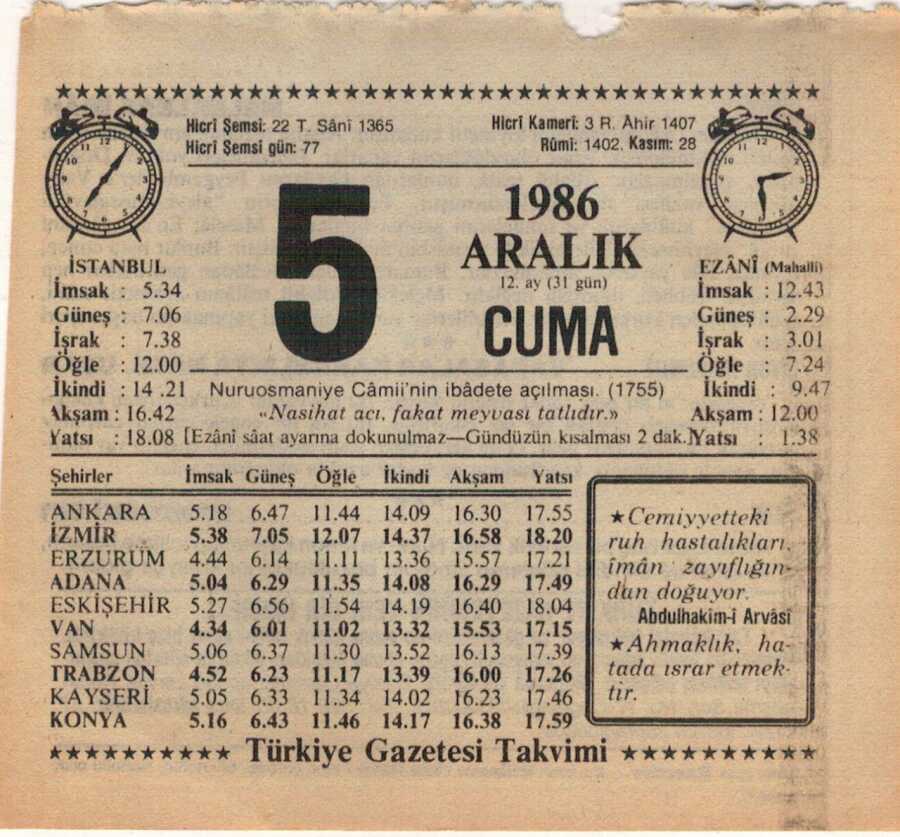 Hicrî Şemsî: 22 T. Sânî 1365
Hicrî Şemsî gün: 77
Hicrî Kamerî: 3 R. Âhir 1407
Rûmi: 1402. Kasım: 28
5
1986
ARALIK
12. ay (31 gün)
CUMA
İSTANBUL
İmsak : 5.34
Güneş : 7.06
İşrak : 7.38
Öğle : 12.00
İkindi : 14.21
Akşam : 16.42
Yatsı : 18.08
EZÂNÎ (Mahallî)
İmsak : 12.43
Güneş : 2.29
İşrak : 3.01
Öğle : 7.24
İkindi : 9.47
Akşam : 12.00
Yatsı : 1.38
Nuruosmaniye Câmii'nin ibâdete açılması. (1755)
«Nasihat acı, fakat meyvası tatlıdır.»
[Ezânî sâat ayarına dokunulmaz—Gündüzün kısalması 2 dak.]
Şehirler İmsak Güneş Öğle İkindi Akşam Yatsı
ANKARA 5.18 6.47 11.44 14.09 16.30 17.55
İZMİR 5.38 7.05 12.07 14.37 16.58 18.20
ERZURÜM 4.44 6.14 11.11 13.36 15.57 17.21
ADANA 5.04 6.29 11.35 14.08 16.29 17.49
ESKİŞEHİR 5.27 6.56 11.54 14.19 16.40 18.04
VAN 4.34 6.01 11.02 13.32 15.53 17.15
SAMSUN 5.06 6.37 11.30 13.52 16.13 17.39
TRABZON 4.52 6.23 11.17 13.39 16.00 17.26
KAYSERİ 5.05 6.33 11.34 14.02 16.23 17.46
KONYA 5.16 6.43 11.46 14.17 16.38 17.59
★Cemiyyetteki
ruh hastalıkları,
îmân zayıflığın-
dan doğuyor.
Abdulhakîm-i Arvâsî
★Ahmaklık, ha-
tada ısrar etmek-
tir.
★★★★★★★★★★ Türkiye Gazetesi Takvimi ★★★★★★★★★★